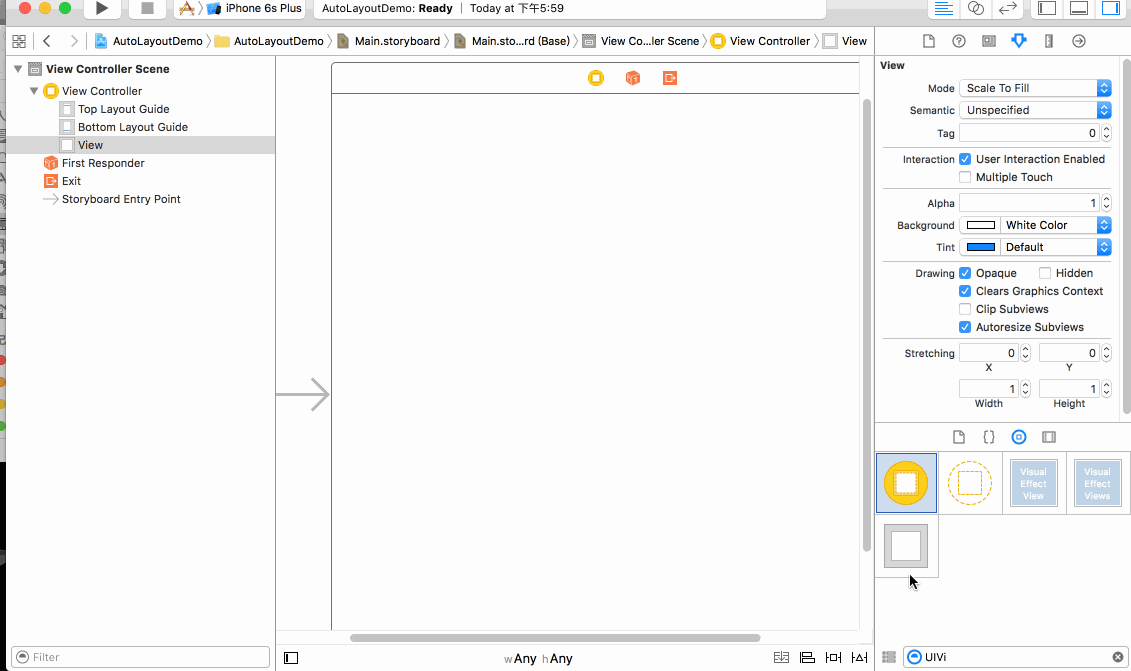 iPhone 6s Plus
AutoLayoutDemo: Ready | Today at 下午5:59
AutoLayoutDemo
AutoLayoutDemo
Main.storyboard
Main.sto...rd (Base)
View Co...ler Scene
View Controller
View
View Controller Scene
View Controller
Top Layout Guide
Bottom Layout Guide
View
First Responder
Exit
Storyboard Entry Point
Filter
wAny hAny
View
Mode Scale To Fill
Semantic Unspecified
Tag 0
Interaction User Interaction Enabled
Multiple Touch
Alpha 1
Background White Color
Tint Default
Drawing Opaque Hidden
Clears Graphics Context
Clip Subviews
Autoresize Subviews
Stretching 0 0
X Y
1 1
Width Height
Visual
Effect
View
Visual
Effect
Views
UIVi